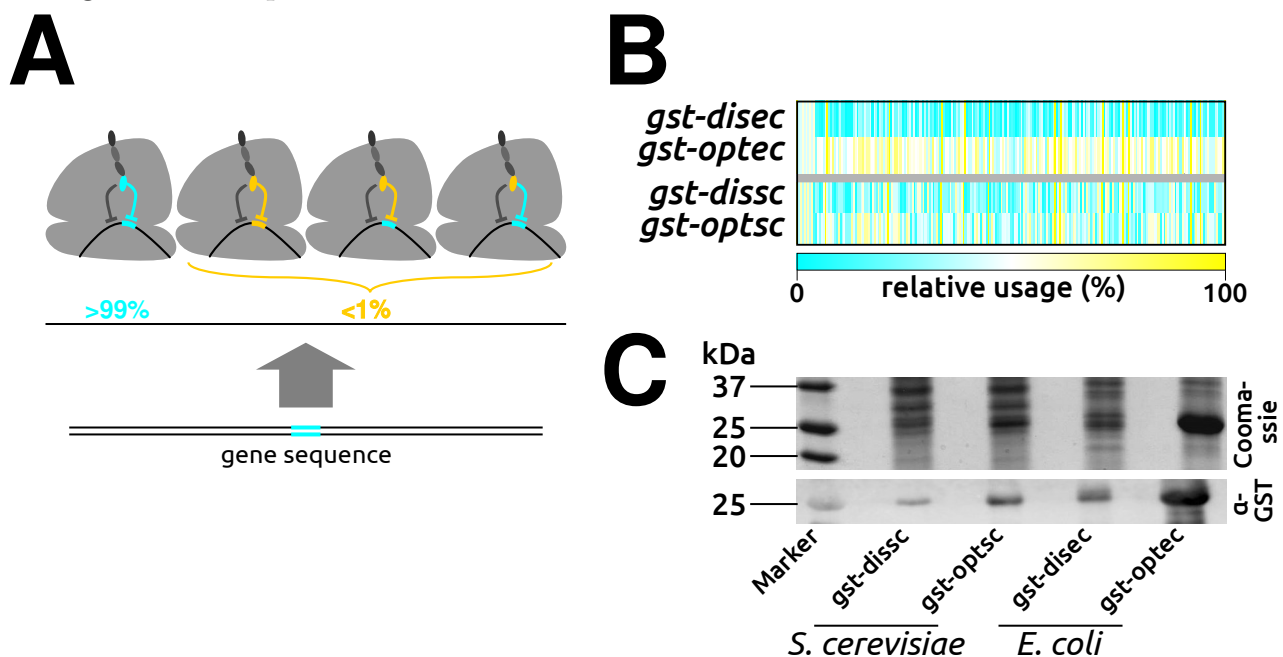 A
>99%
<1%
gene sequence
B
gst-disec
gst-optec
gst-dissc
gst-optsc
0
relative usage (%)
100
C
kDa
37
25
20
Cooma-
ssie
25
α-
GST
Marker
gst-dissc
gst-optsc
gst-disec
gst-optec
S. cerevisiae
E. coli